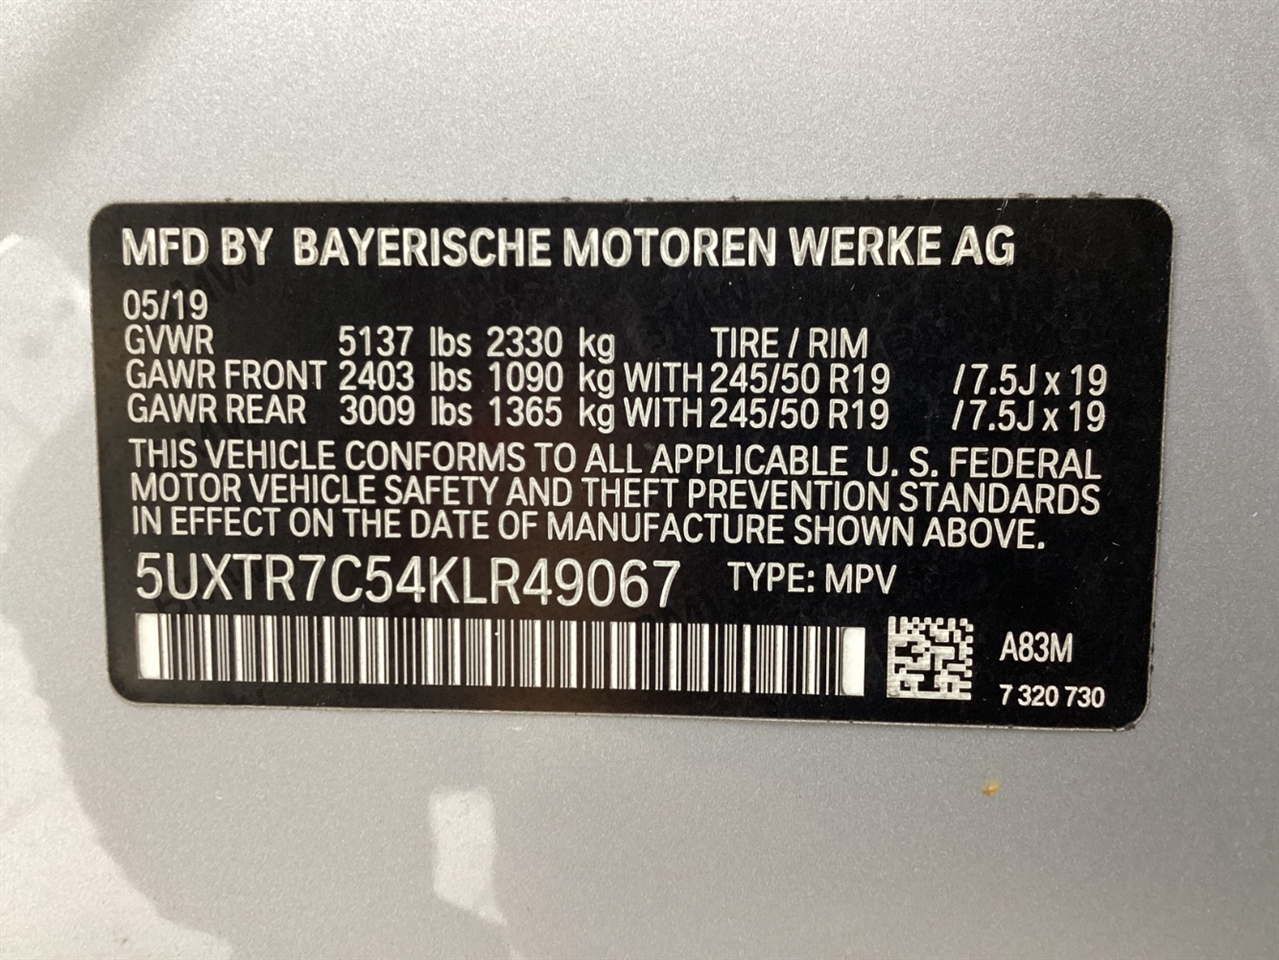 MFD BY BAYERISCHE MOTOREN WERKE AG
05/19
GVWR 5137 lbs 2330 kg TIRE / RIM
GAWR FRONT 2403 lbs 1090 kg WITH 245/50 R19 / 7.5J x 19
GAWR REAR 3009 lbs 1365 kg WITH 245/50 R19 / 7.5J x 19
THIS VEHICLE CONFORMS TO ALL APPLICABLE U. S. FEDERAL
MOTOR VEHICLE SAFETY AND THEFT PREVENTION STANDARDS
IN EFFECT ON THE DATE OF MANUFACTURE SHOWN ABOVE.
5UXTR7C54KLR49067 TYPE: MPV
A83M
7 320 730